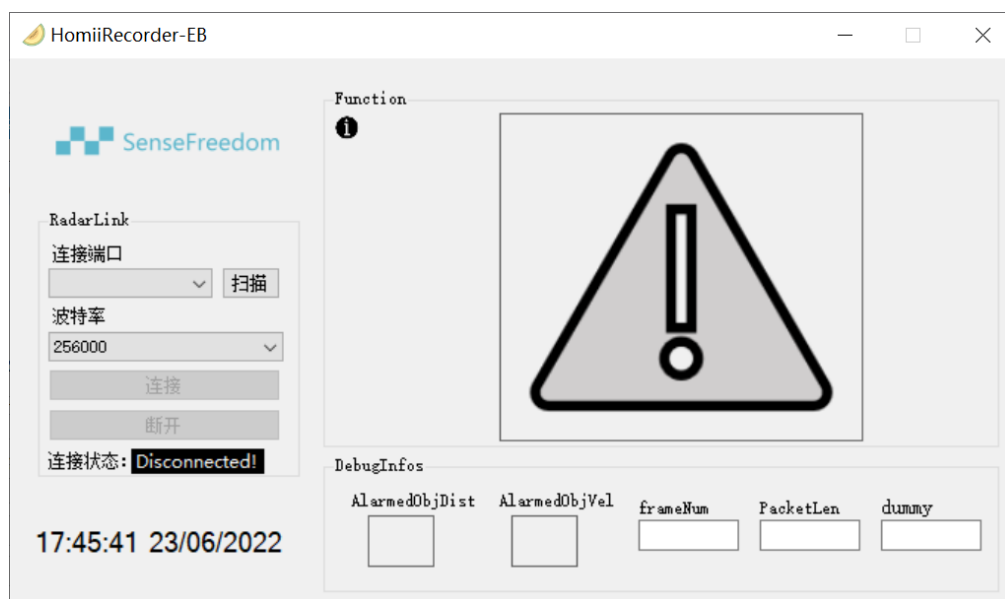 HomiiRecorder-EB
SenseFreedom
RadarLink
连接端口
扫描
波特率
256000
连接
断开
连接状态: Disconnected!
17:45:41 23/06/2022
Function
DebugInfos
AlarmedObjDist
AlarmedObjVel
frameNum
PacketLen
dummy